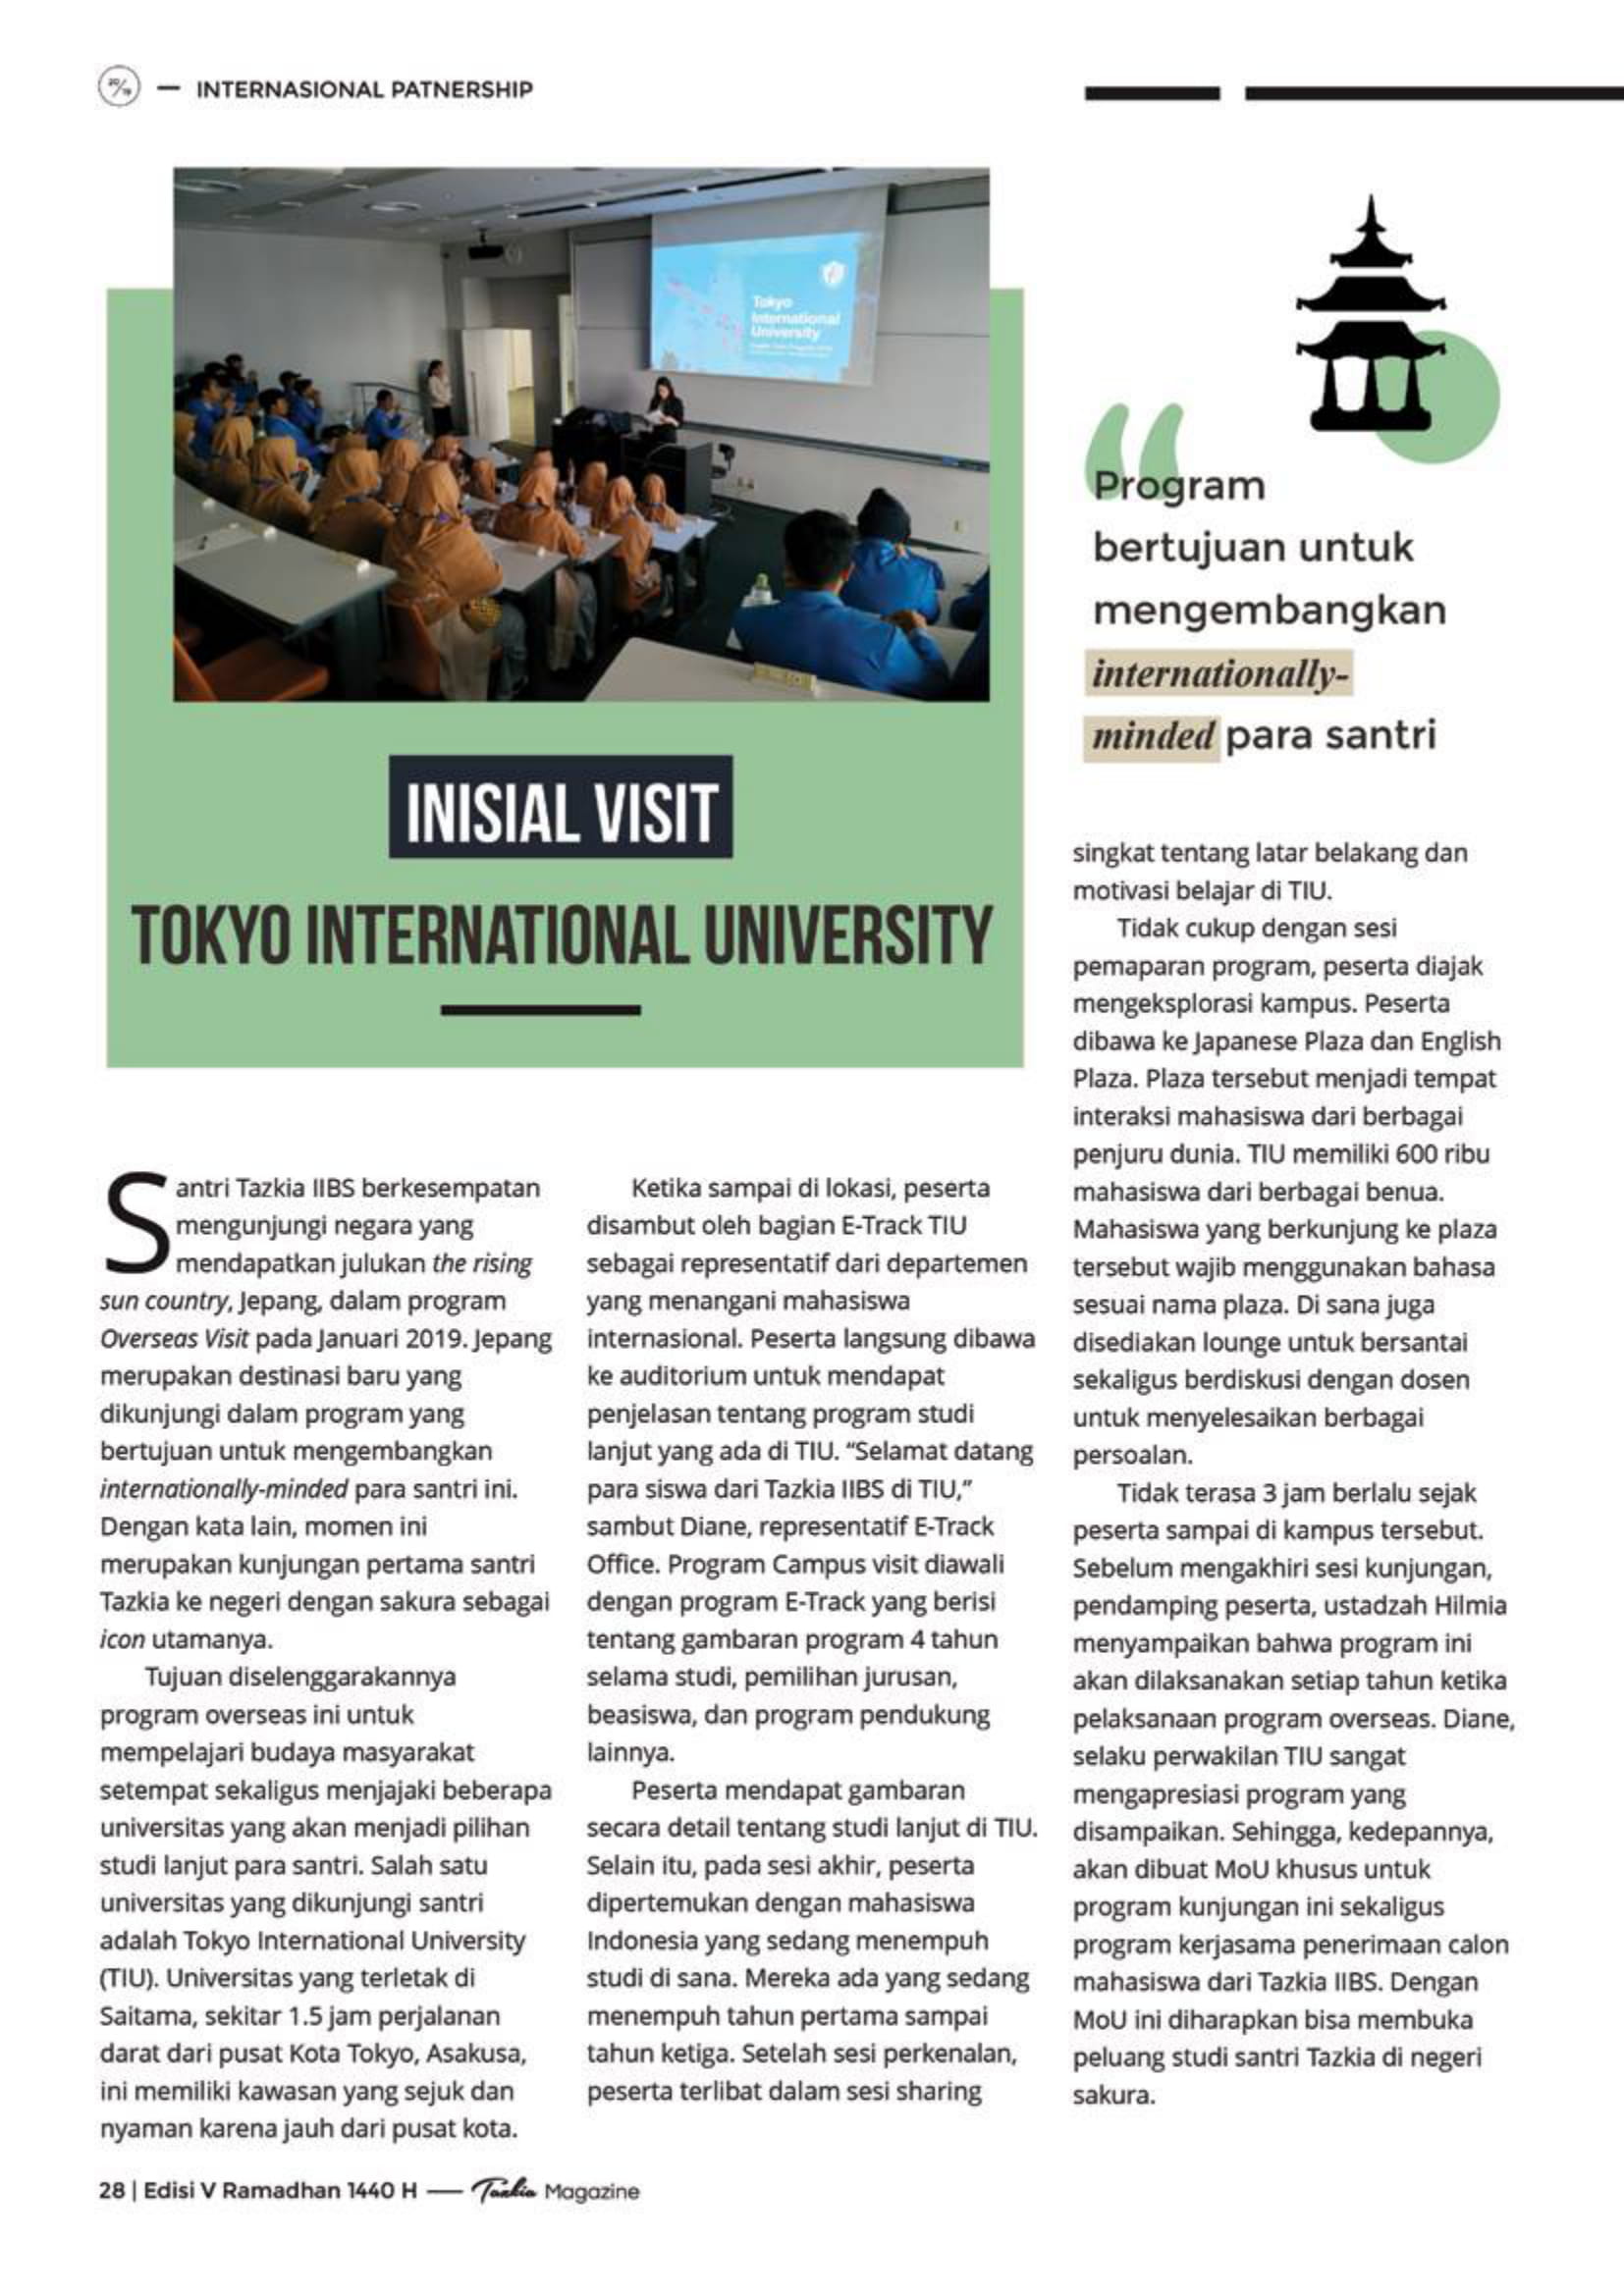 20/19 — INTERNASIONAL PATNERSHIP
Tokyo
International
University
INISIAL VISIT
TOKYO INTERNATIONAL UNIVERSITY
“Program
bertujuan untuk
mengembangkan
internationally-
minded para santri
Santri Tazkia IIBS berkesempatan
mengunjungi negara yang
mendapatkan julukan the rising
sun country, Jepang, dalam program
Overseas Visit pada Januari 2019. Jepang
merupakan destinasi baru yang
dikunjungi dalam program yang
bertujuan untuk mengembangkan
internationally-minded para santri ini.
Dengan kata lain, momen ini
merupakan kunjungan pertama santri
Tazkia ke negeri dengan sakura sebagai
icon utamanya.
Tujuan diselenggarakannya
program overseas ini untuk
mempelajari budaya masyarakat
setempat sekaligus menjajaki beberapa
universitas yang akan menjadi pilihan
studi lanjut para santri. Salah satu
universitas yang dikunjungi santri
adalah Tokyo International University
(TIU). Universitas yang terletak di
Saitama, sekitar 1.5 jam perjalanan
darat dari pusat Kota Tokyo, Asakusa,
ini memiliki kawasan yang sejuk dan
nyaman karena jauh dari pusat kota.
Ketika sampai di lokasi, peserta
disambut oleh bagian E-Track TIU
sebagai representatif dari departemen
yang menangani mahasiswa
internasional. Peserta langsung dibawa
ke auditorium untuk mendapat
penjelasan tentang program studi
lanjut yang ada di TIU. “Selamat datang
para siswa dari Tazkia IIBS di TIU,”
sambut Diane, representatif E-Track
Office. Program Campus visit diawali
dengan program E-Track yang berisi
tentang gambaran program 4 tahun
selama studi, pemilihan jurusan,
beasiswa, dan program pendukung
lainnya.
Peserta mendapat gambaran
secara detail tentang studi lanjut di TIU.
Selain itu, pada sesi akhir, peserta
dipertemukan dengan mahasiswa
Indonesia yang sedang menempuh
studi di sana. Mereka ada yang sedang
menempuh tahun pertama sampai
tahun ketiga. Setelah sesi perkenalan,
peserta terlibat dalam sesi sharing
singkat tentang latar belakang dan
motivasi belajar di TIU.
Tidak cukup dengan sesi
pemaparan program, peserta diajak
mengeksplorasi kampus. Peserta
dibawa ke Japanese Plaza dan English
Plaza. Plaza tersebut menjadi tempat
interaksi mahasiswa dari berbagai
penjuru dunia. TIU memiliki 600 ribu
mahasiswa dari berbagai benua.
Mahasiswa yang berkunjung ke plaza
tersebut wajib menggunakan bahasa
sesuai nama plaza. Di sana juga
disediakan lounge untuk bersantai
sekaligus berdiskusi dengan dosen
untuk menyelesaikan berbagai
persoalan.
Tidak terasa 3 jam berlalu sejak
peserta sampai di kampus tersebut.
Sebelum mengakhiri sesi kunjungan,
pendamping peserta, ustadzah Hilmia
menyampaikan bahwa program ini
akan dilaksanakan setiap tahun ketika
pelaksanaan program overseas. Diane,
selaku perwakilan TIU sangat
mengapresiasi program yang
disampaikan. Sehingga, kedepannya,
akan dibuat MoU khusus untuk
program kunjungan ini sekaligus
program kerjasama penerimaan calon
mahasiswa dari Tazkia IIBS. Dengan
MoU ini diharapkan bisa membuka
peluang studi santri Tazkia di negeri
sakura.
28 | Edisi V Ramadhan 1440 H — Tazkia Magazine